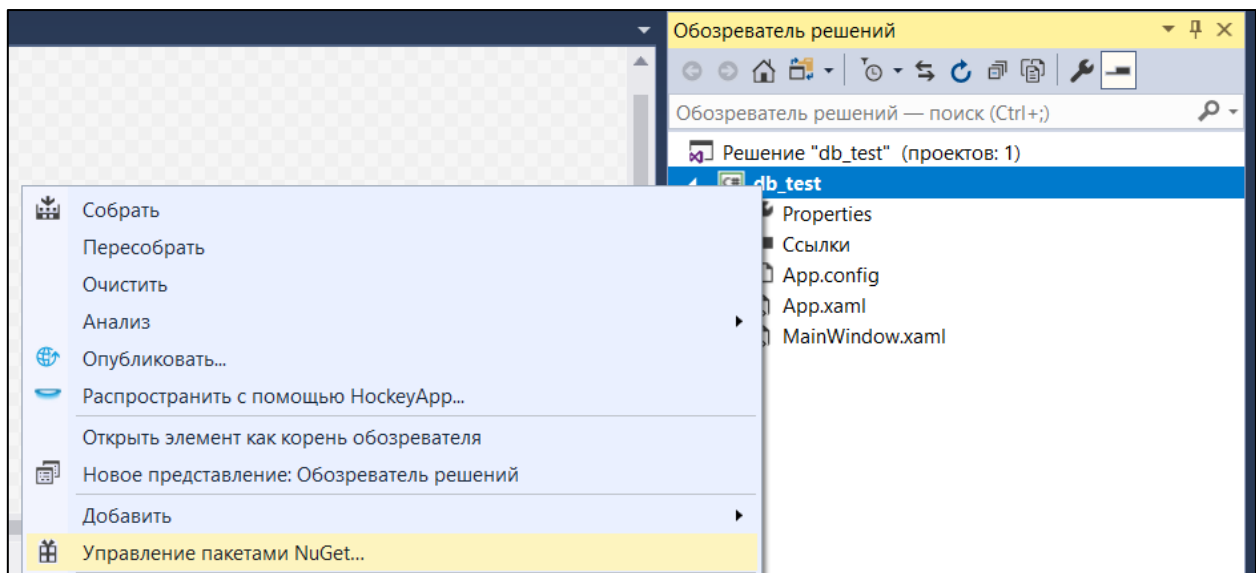 Обозреватель решений
Обозреватель решений — поиск (Ctrl+;)
Решение "db_test" (проектов: 1)
C# db_test
Properties
Ссылки
App.config
App.xaml
MainWindow.xaml
Собрать
Пересобрать
Очистить
Анализ
Опубликовать...
Распространить с помощью HockeyApp...
Открыть элемент как корень обозревателя
Новое представление: Обозреватель решений
Добавить
Управление пакетами NuGet...